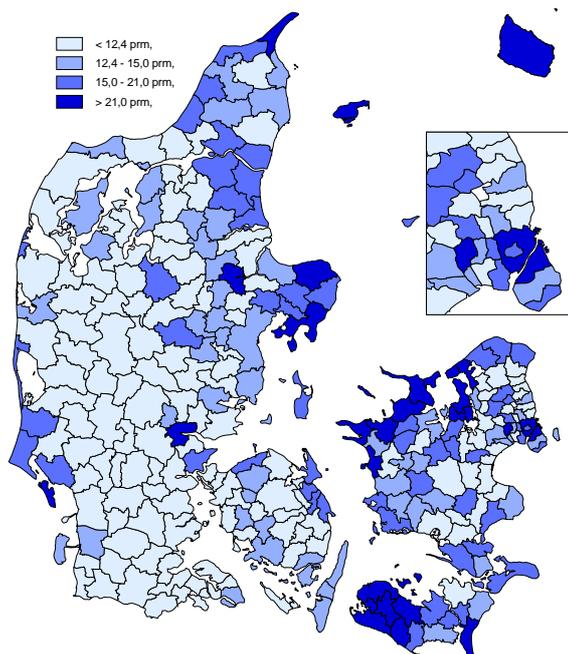 < 12,4 prm,
12,4 - 15,0 prm,
15,0 - 21,0 prm,
> 21,0 prm,